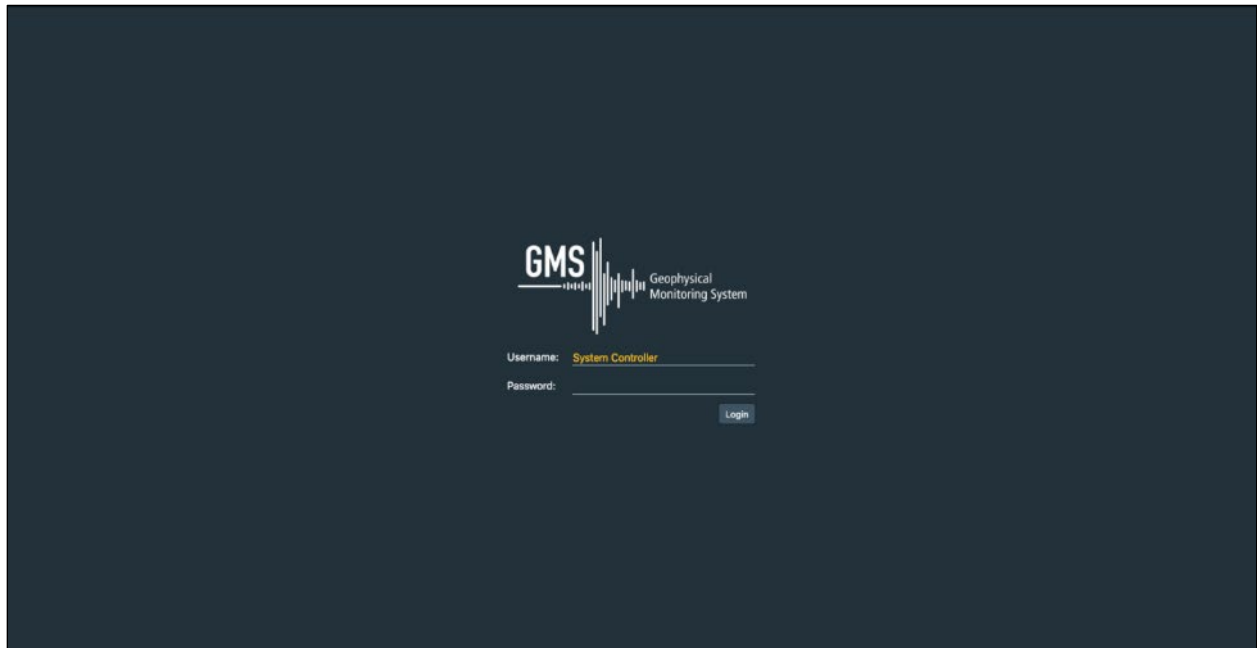 GMS
Geophysical
Monitoring System
Username: System Controller
Password:
Login